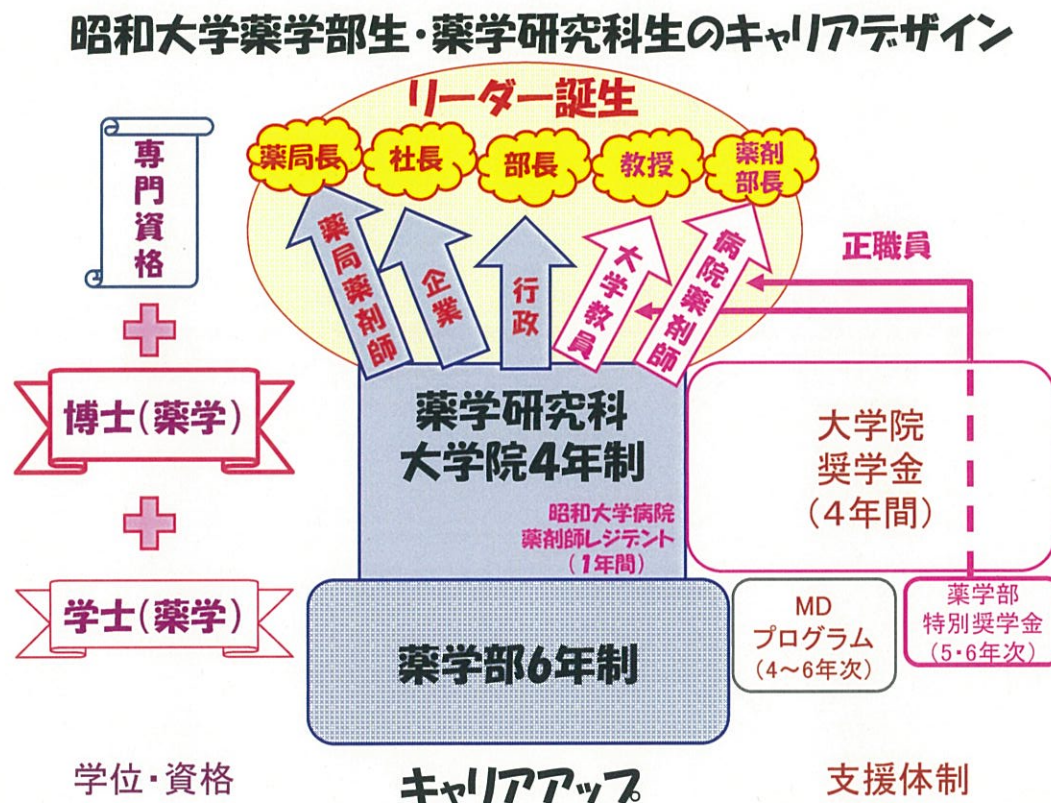 昭和大学薬学部生・薬学研究科生のキャリアデザイン
リーダー誕生
薬局長
社長
部長
教授
薬剤
部長
専門資格
薬局薬剤師
企業
行政
大学教員
病院薬剤師
正職員
博士(薬学)
薬学研究科
大学院4年制
昭和大学病院
薬剤師レジデント
(1年間)
大学院
奨学金
(4年間)
学士(薬学)
薬学部6年制
MD
プログラム
(4〜6年次)
薬学部
特別奨学金
(5・6年次)
学位・資格
キャリアアップ
支援体制